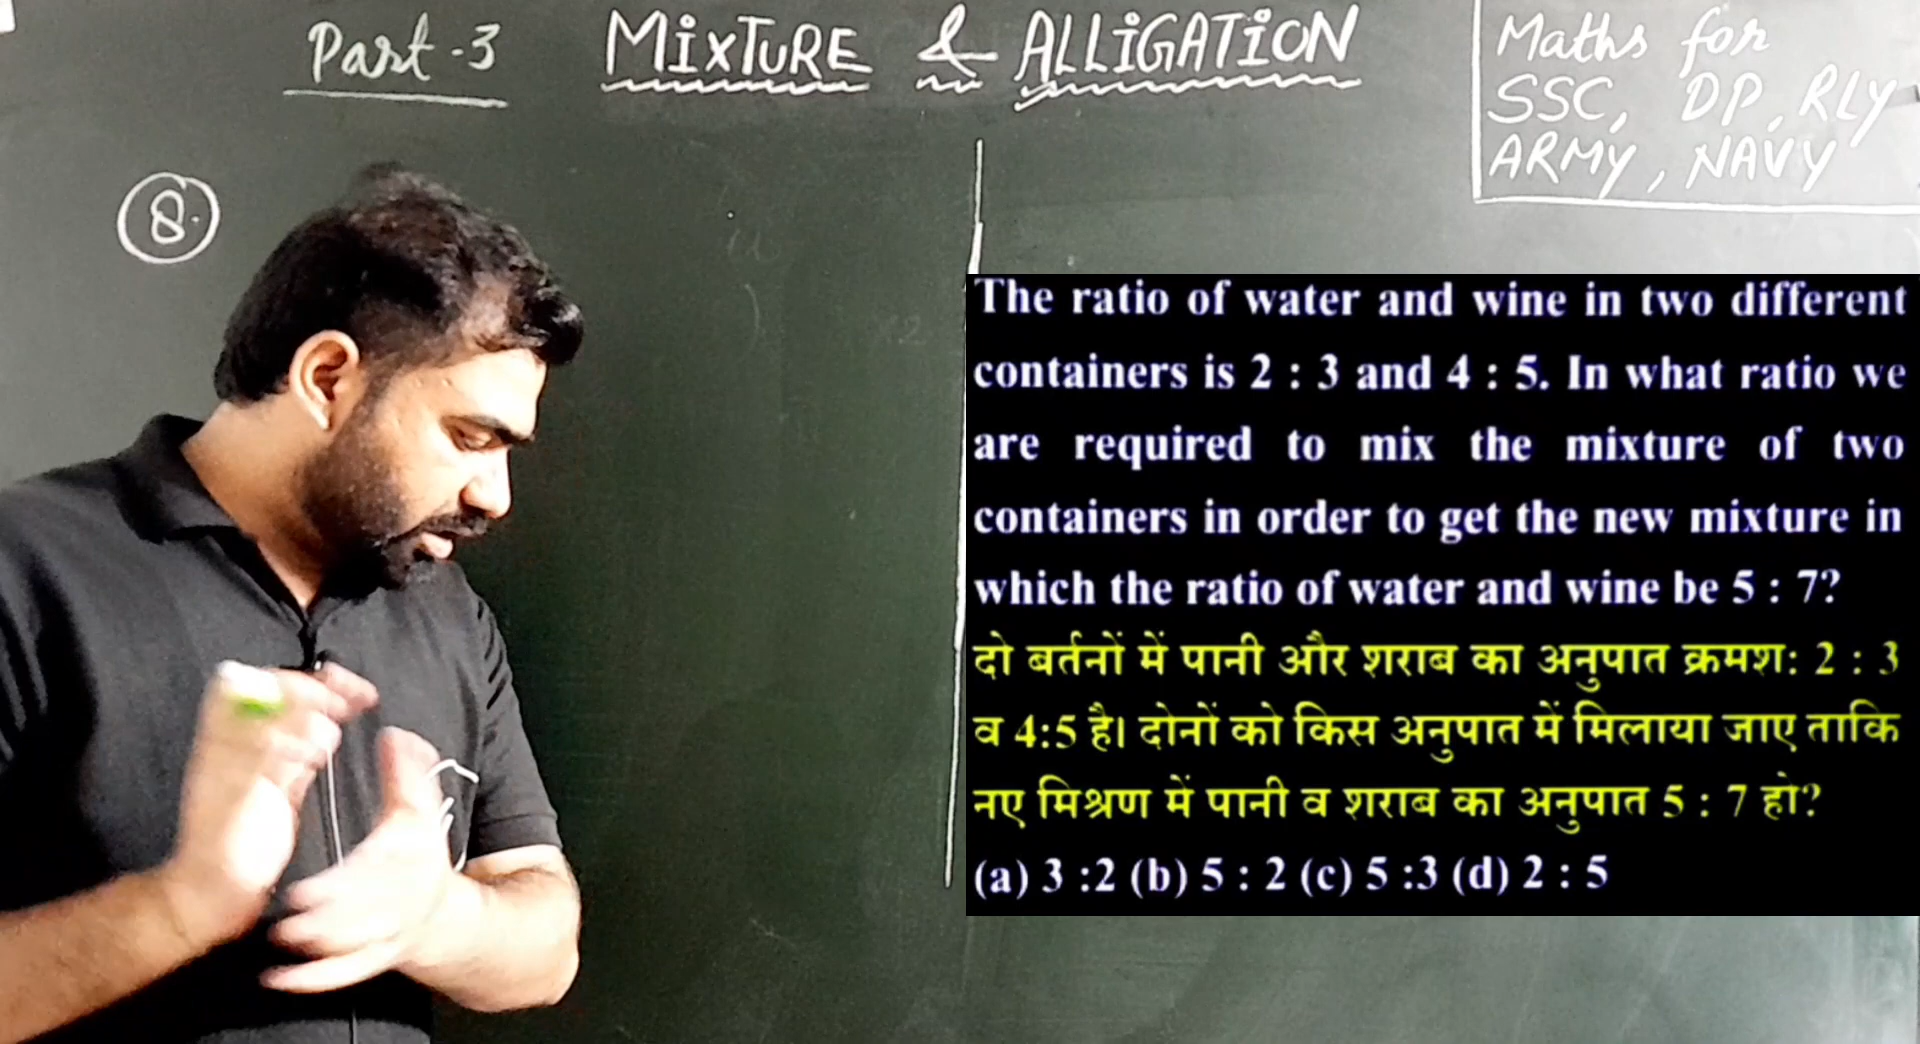 Part-3 MIXTURE & ALLIGATION
Maths for
SSC, DP, RLY
ARMY, NAVY
8.
The ratio of water and wine in two different
containers is 2 : 3 and 4 : 5. In what ratio we
are required to mix the mixture of two
containers in order to get the new mixture in
which the ratio of water and wine be 5 : 7?
दो बर्तनों में पानी और शराब का अनुपात क्रमश: 2 : 3
व 4:5 है। दोनों को किस अनुपात में मिलाया जाए ताकि
नए मिश्रण में पानी व शराब का अनुपात 5 : 7 हो?
(a) 3 :2 (b) 5 : 2 (c) 5 :3 (d) 2 : 5